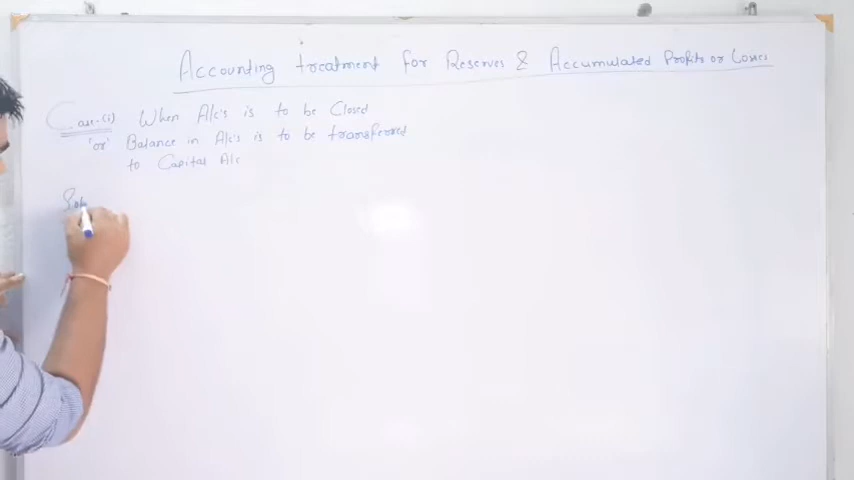 Accounting treatment for Reserves & Accumulated Profits or Losses
Case-(i) When A/c's is to be Closed
'or' Balance in A/c's is to be transferred
to Capital A/c